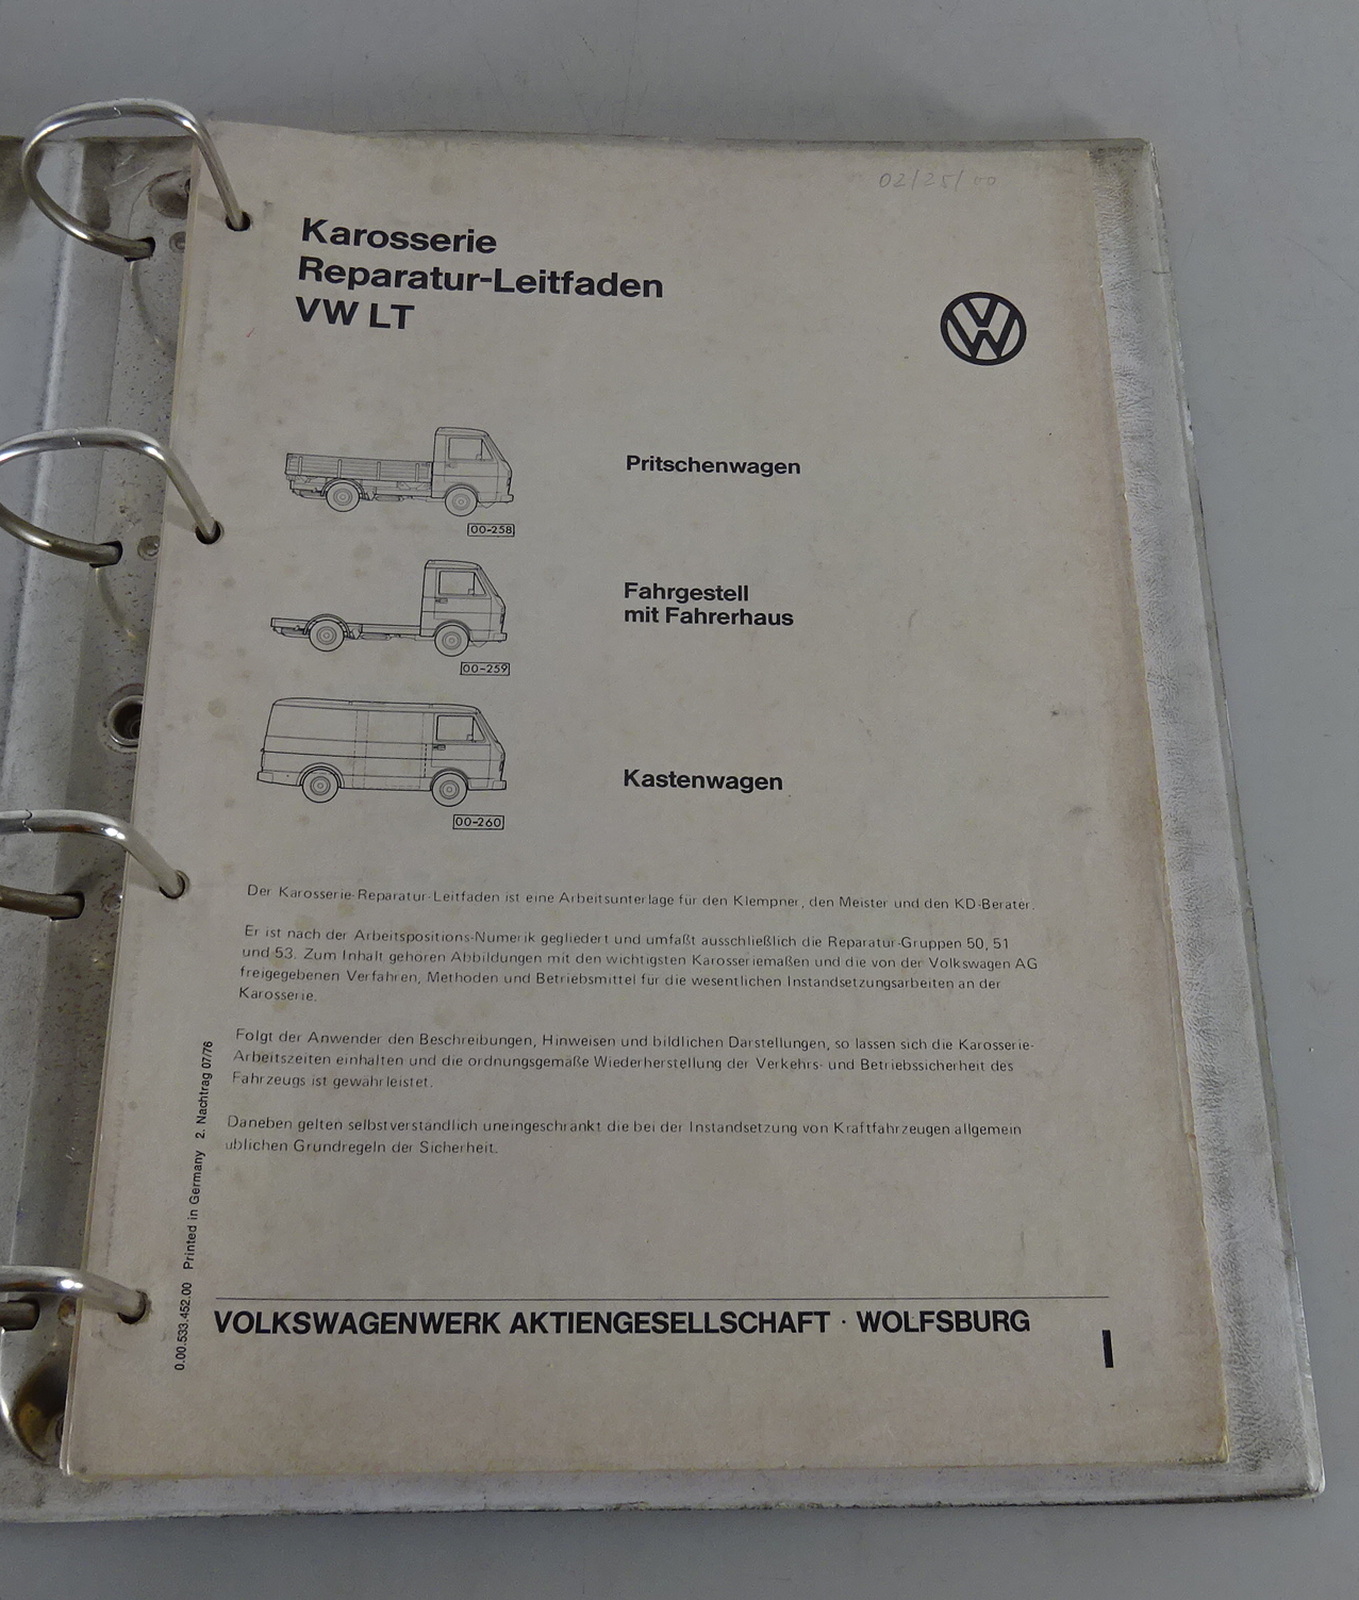 02/25/00
Karosserie
Reparatur-Leitfaden
VW LT
Pritschenwagen
00-258
Fahrgestell
mit Fahrerhaus
00-259
Kastenwagen
00-260
Der Karosserie-Reparatur-Leitfaden ist eine Arbeitsunterlage für den Klempner, den Meister und den KD-Berater.
Er ist nach der Arbeitspositions-Numerik gegliedert und umfaßt ausschließlich die Reparatur-Gruppen 50, 51
und 53. Zum Inhalt gehören Abbildungen mit den wichtigsten Karosseriemaßen und die von der Volkswagen AG
freigegebenen Verfahren, Methoden und Betriebsmittel für die wesentlichen Instandsetzungsarbeiten an der
Karosserie.
Folgt der Anwender den Beschreibungen, Hinweisen und bildlichen Darstellungen, so lassen sich die Karosserie-
Arbeitszeiten einhalten und die ordnungsgemäße Wiederherstellung der Verkehrs- und Betriebssicherheit des
Fahrzeugs ist gewährleistet.
Daneben gelten selbstverständlich uneingeschränkt die bei der Instandsetzung von Kraftfahrzeugen allgemein
üblichen Grundregeln der Sicherheit.
0.00.533.452.00 Printed in Germany 2. Nachtrag 07/76
VOLKSWAGENWERK AKTIENGESELLSCHAFT · WOLFSBURG